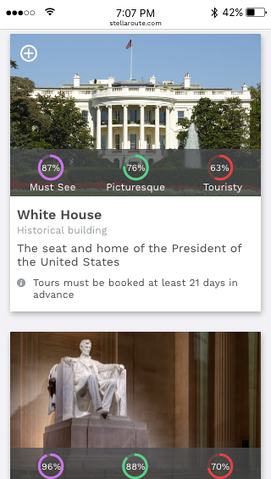 7:07 PM
42%
stellaroute.com
87%
76%
63%
Must See
Picturesque
Touristy
White House
Historical building
The seat and home of the President of
the United States
Tours must be booked at least 21 days in
advance
96%
88%
70%